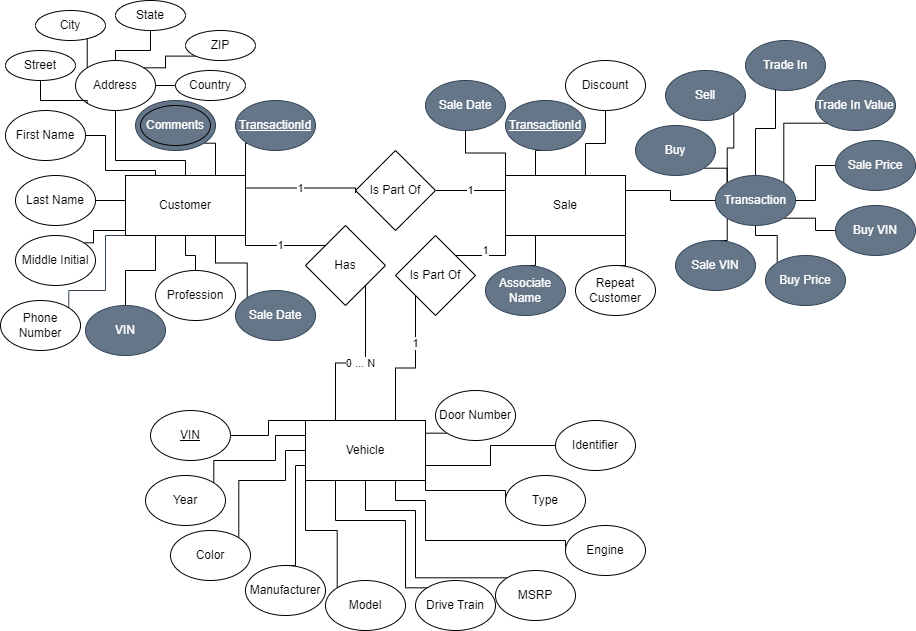 State
City
ZIP
Street
Address
Country
Comments
TransactionId
First Name
Last Name
Customer
Middle Initial
Phone
Number
VIN
Profession
Sale Date
1
Is Part Of
1
1
Has
Is Part Of
1
0 ... N
1
Sale Date
TransactionId
Discount
Sale
Associate
Name
Repeat
Customer
Trade In
Sell
Trade In Value
Buy
Sale Price
Transaction
Buy VIN
Sale VIN
Buy Price
Door Number
VIN
Vehicle
Identifier
Year
Type
Color
Engine
Manufacturer
Model
Drive Train
MSRP